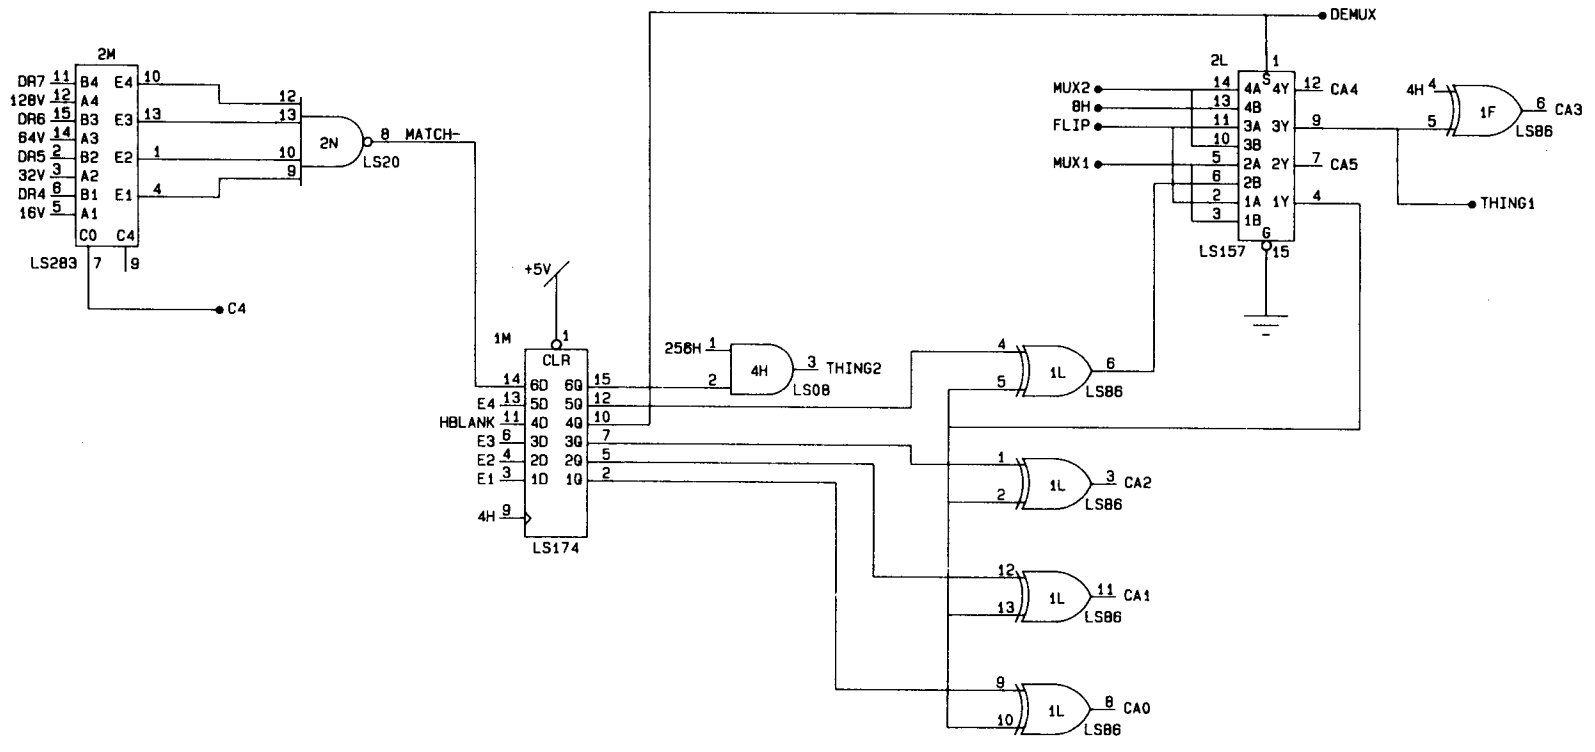 DEMUX
2M
DR7 11 B4 E4 10
128V 12 A4
DR6 15 B3 E3 13
64V 14 A3
DR5 2 B2 E2 1
32V 3 A2
DR4 6 B1 E1 4
16V 5 A1
C0 C4
LS283 7 9
C4
12
13
10
9
2N
8 MATCH-
LS20
2L 1
S
MUX2 14 4A 4Y 12 CA4
8H 13 4B
FLIP 11 3A 3Y 9
10 3B
MUX1 5 2A 2Y 7 CA5
6 2B
2 1A 1Y 4
3 1B
G
LS157 15
4H 4
5
1F
6 CA3
LS86
THING1
+5V
1M 1
CLR
14 6D 6Q 15
E4 13 5D 5Q 12
HBLANK 11 4D 4Q 10
E3 6 3D 3Q 7
E2 4 2D 2Q 5
E1 3 1D 1Q 2
4H 9
LS174
256H 1
2
4H
3 THING2
LS08
4
5
1L
6
LS86
1
2
1L
3 CA2
LS86
12
13
1L
11 CA1
LS86
9
10
1L
8 CA0
LS86